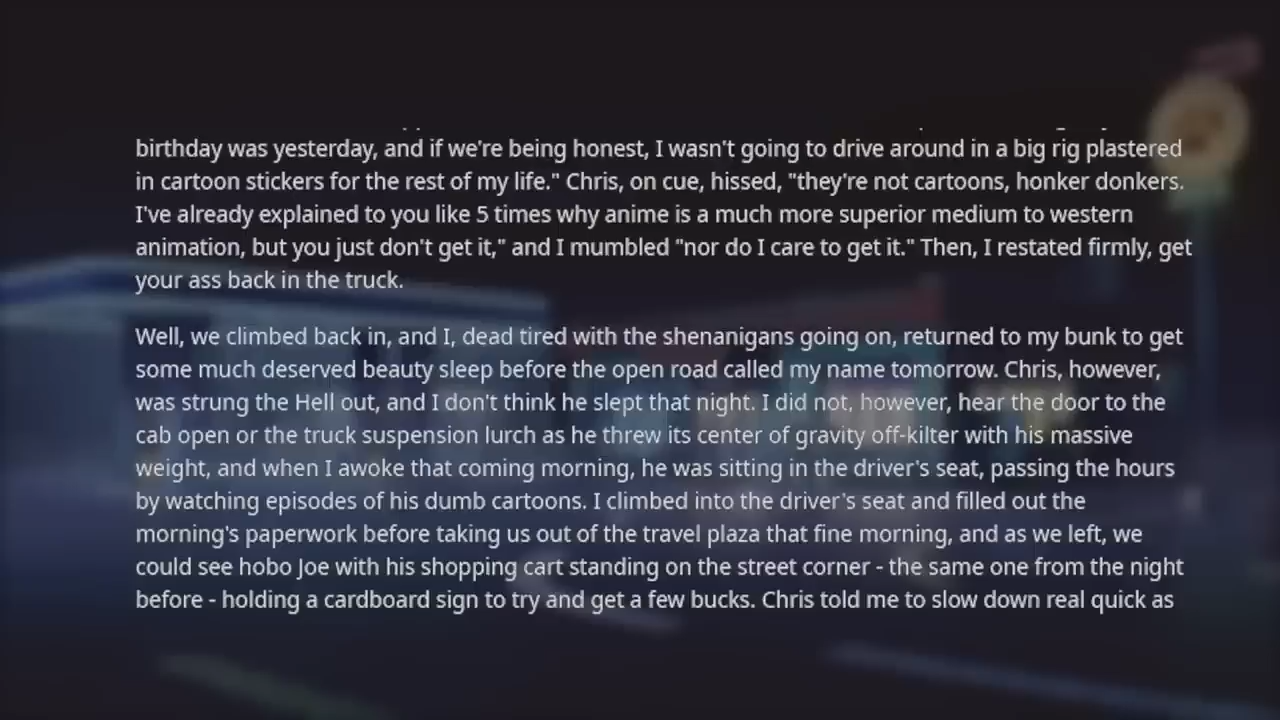 birthday was yesterday, and if we're being honest, I wasn't going to drive around in a big rig plastered
in cartoon stickers for the rest of my life." Chris, on cue, hissed, "they're not cartoons, honker donkers.
I've already explained to you like 5 times why anime is a much more superior medium to western
animation, but you just don't get it," and I mumbled "nor do I care to get it." Then, I restated firmly, get
your ass back in the truck.
Well, we climbed back in, and I, dead tired with the shenanigans going on, returned to my bunk to get
some much deserved beauty sleep before the open road called my name tomorrow. Chris, however,
was strung the Hell out, and I don't think he slept that night. I did not, however, hear the door to the
cab open or the truck suspension lurch as he threw its center of gravity off-kilter with his massive
weight, and when I awoke that coming morning, he was sitting in the driver's seat, passing the hours
by watching episodes of his dumb cartoons. I climbed into the driver's seat and filled out the
morning's paperwork before taking us out of the travel plaza that fine morning, and as we left, we
could see hobo Joe with his shopping cart standing on the street corner - the same one from the night
before - holding a cardboard sign to try and get a few bucks. Chris told me to slow down real quick as